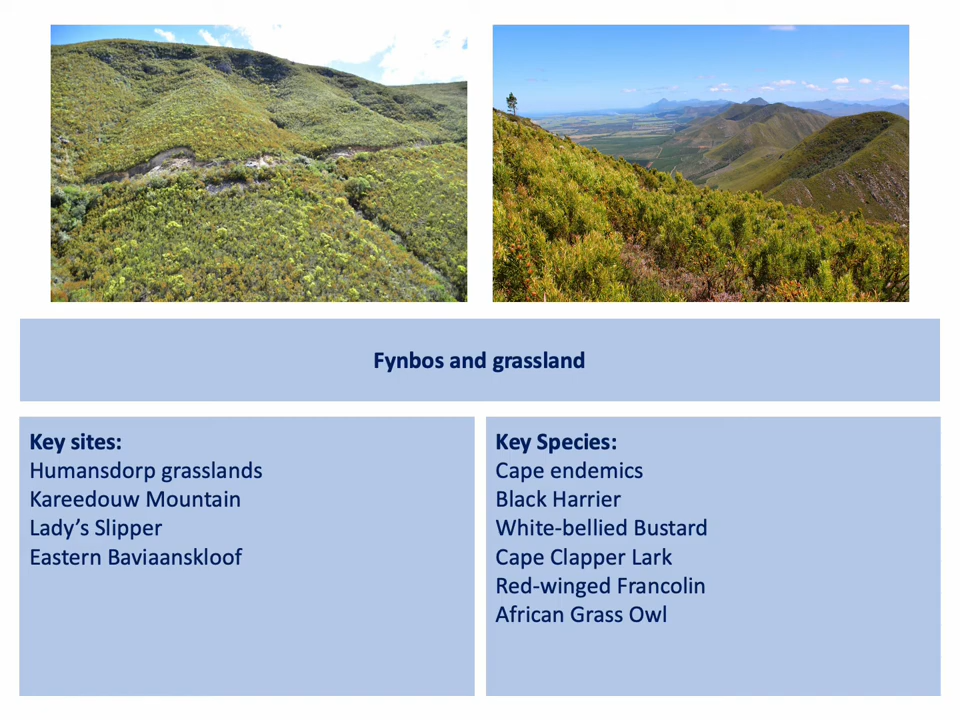 Fynbos and grassland
Key sites:
Humansdorp grasslands
Kareedouw Mountain
Lady’s Slipper
Eastern Baviaanskloof
Key Species:
Cape endemics
Black Harrier
White-bellied Bustard
Cape Clapper Lark
Red-winged Francolin
African Grass Owl